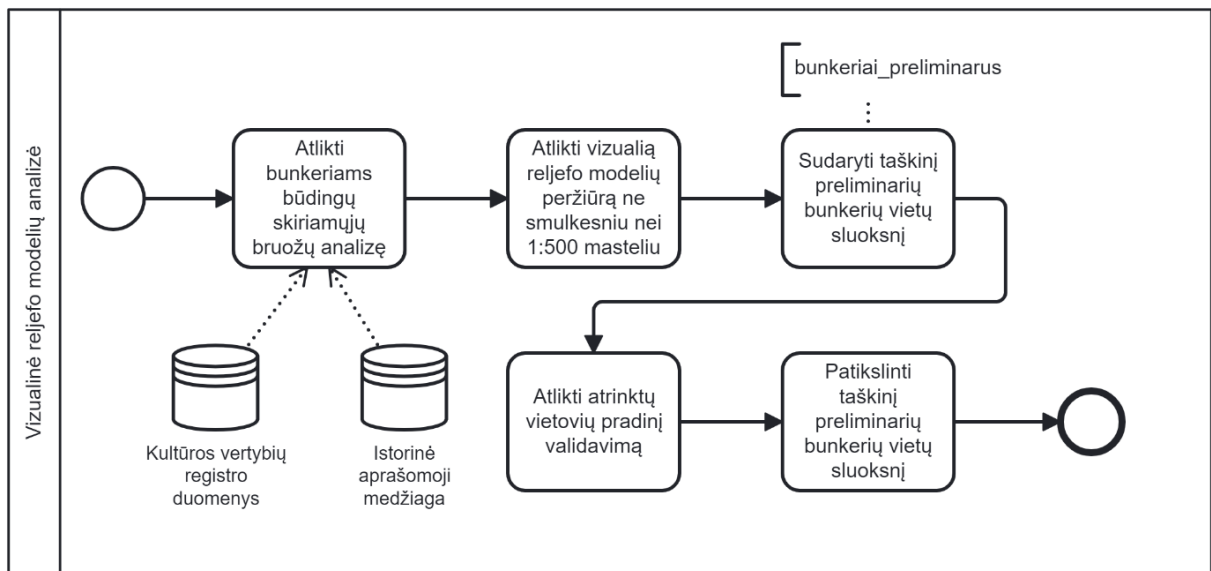 Vizualinė reljefo modelių analizė
Atlikti
bunkeriams
būdingų
skiriamųjų
bruožų analizę
Atlikti vizualią
reljefo modelių
peržiūrą ne
smulkesniu nei
1:500 masteliu
bunkeriai_preliminarus
Sudaryti taškinį
preliminarių
bunkerių vietų
sluoksnį
Kultūros vertybių
registro
duomenys
Istorinė
aprašomoji
medžiaga
Atlikti atrinktų
vietovių pradinį
validavimą
Patikslinti
taškinį
preliminarių
bunkerių vietų
sluoksnį